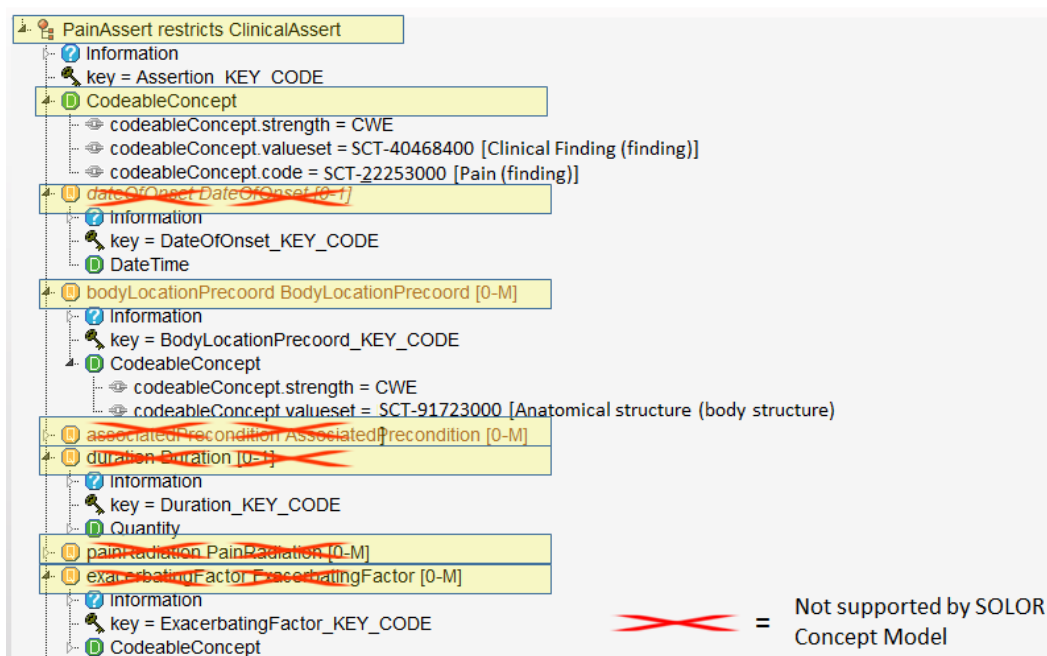 PainAssert restricts ClinicalAssert
Information
key = Assertion_KEY_CODE
CodeableConcept
codeableConcept.strength = CWE
codeableConcept.valueset = SCT-40468400 [Clinical Finding (finding)]
codeableConcept.code = SCT-22253000 [Pain (finding)]
dateOfOnset DateOfOnset [0-1]
Information
key = DateOfOnset_KEY_CODE
DateTime
bodyLocationPrecoord BodyLocationPrecoord [0-M]
Information
key = BodyLocationPrecoord_KEY_CODE
CodeableConcept
codeableConcept.strength = CWE
codeableConcept.valueset = SCT-91723000 [Anatomical structure (body structure)
associatedPrecondition AssociatedPrecondition [0-M]
duration Duration [0-1]
Information
key = Duration_KEY_CODE
Quantity
painRadiation PainRadiation [0-M]
exacerbatingFactor ExacerbatingFactor [0-M]
Information
key = ExacerbatingFactor_KEY_CODE
CodeableConcept
= Not supported by SOLOR
Concept Model